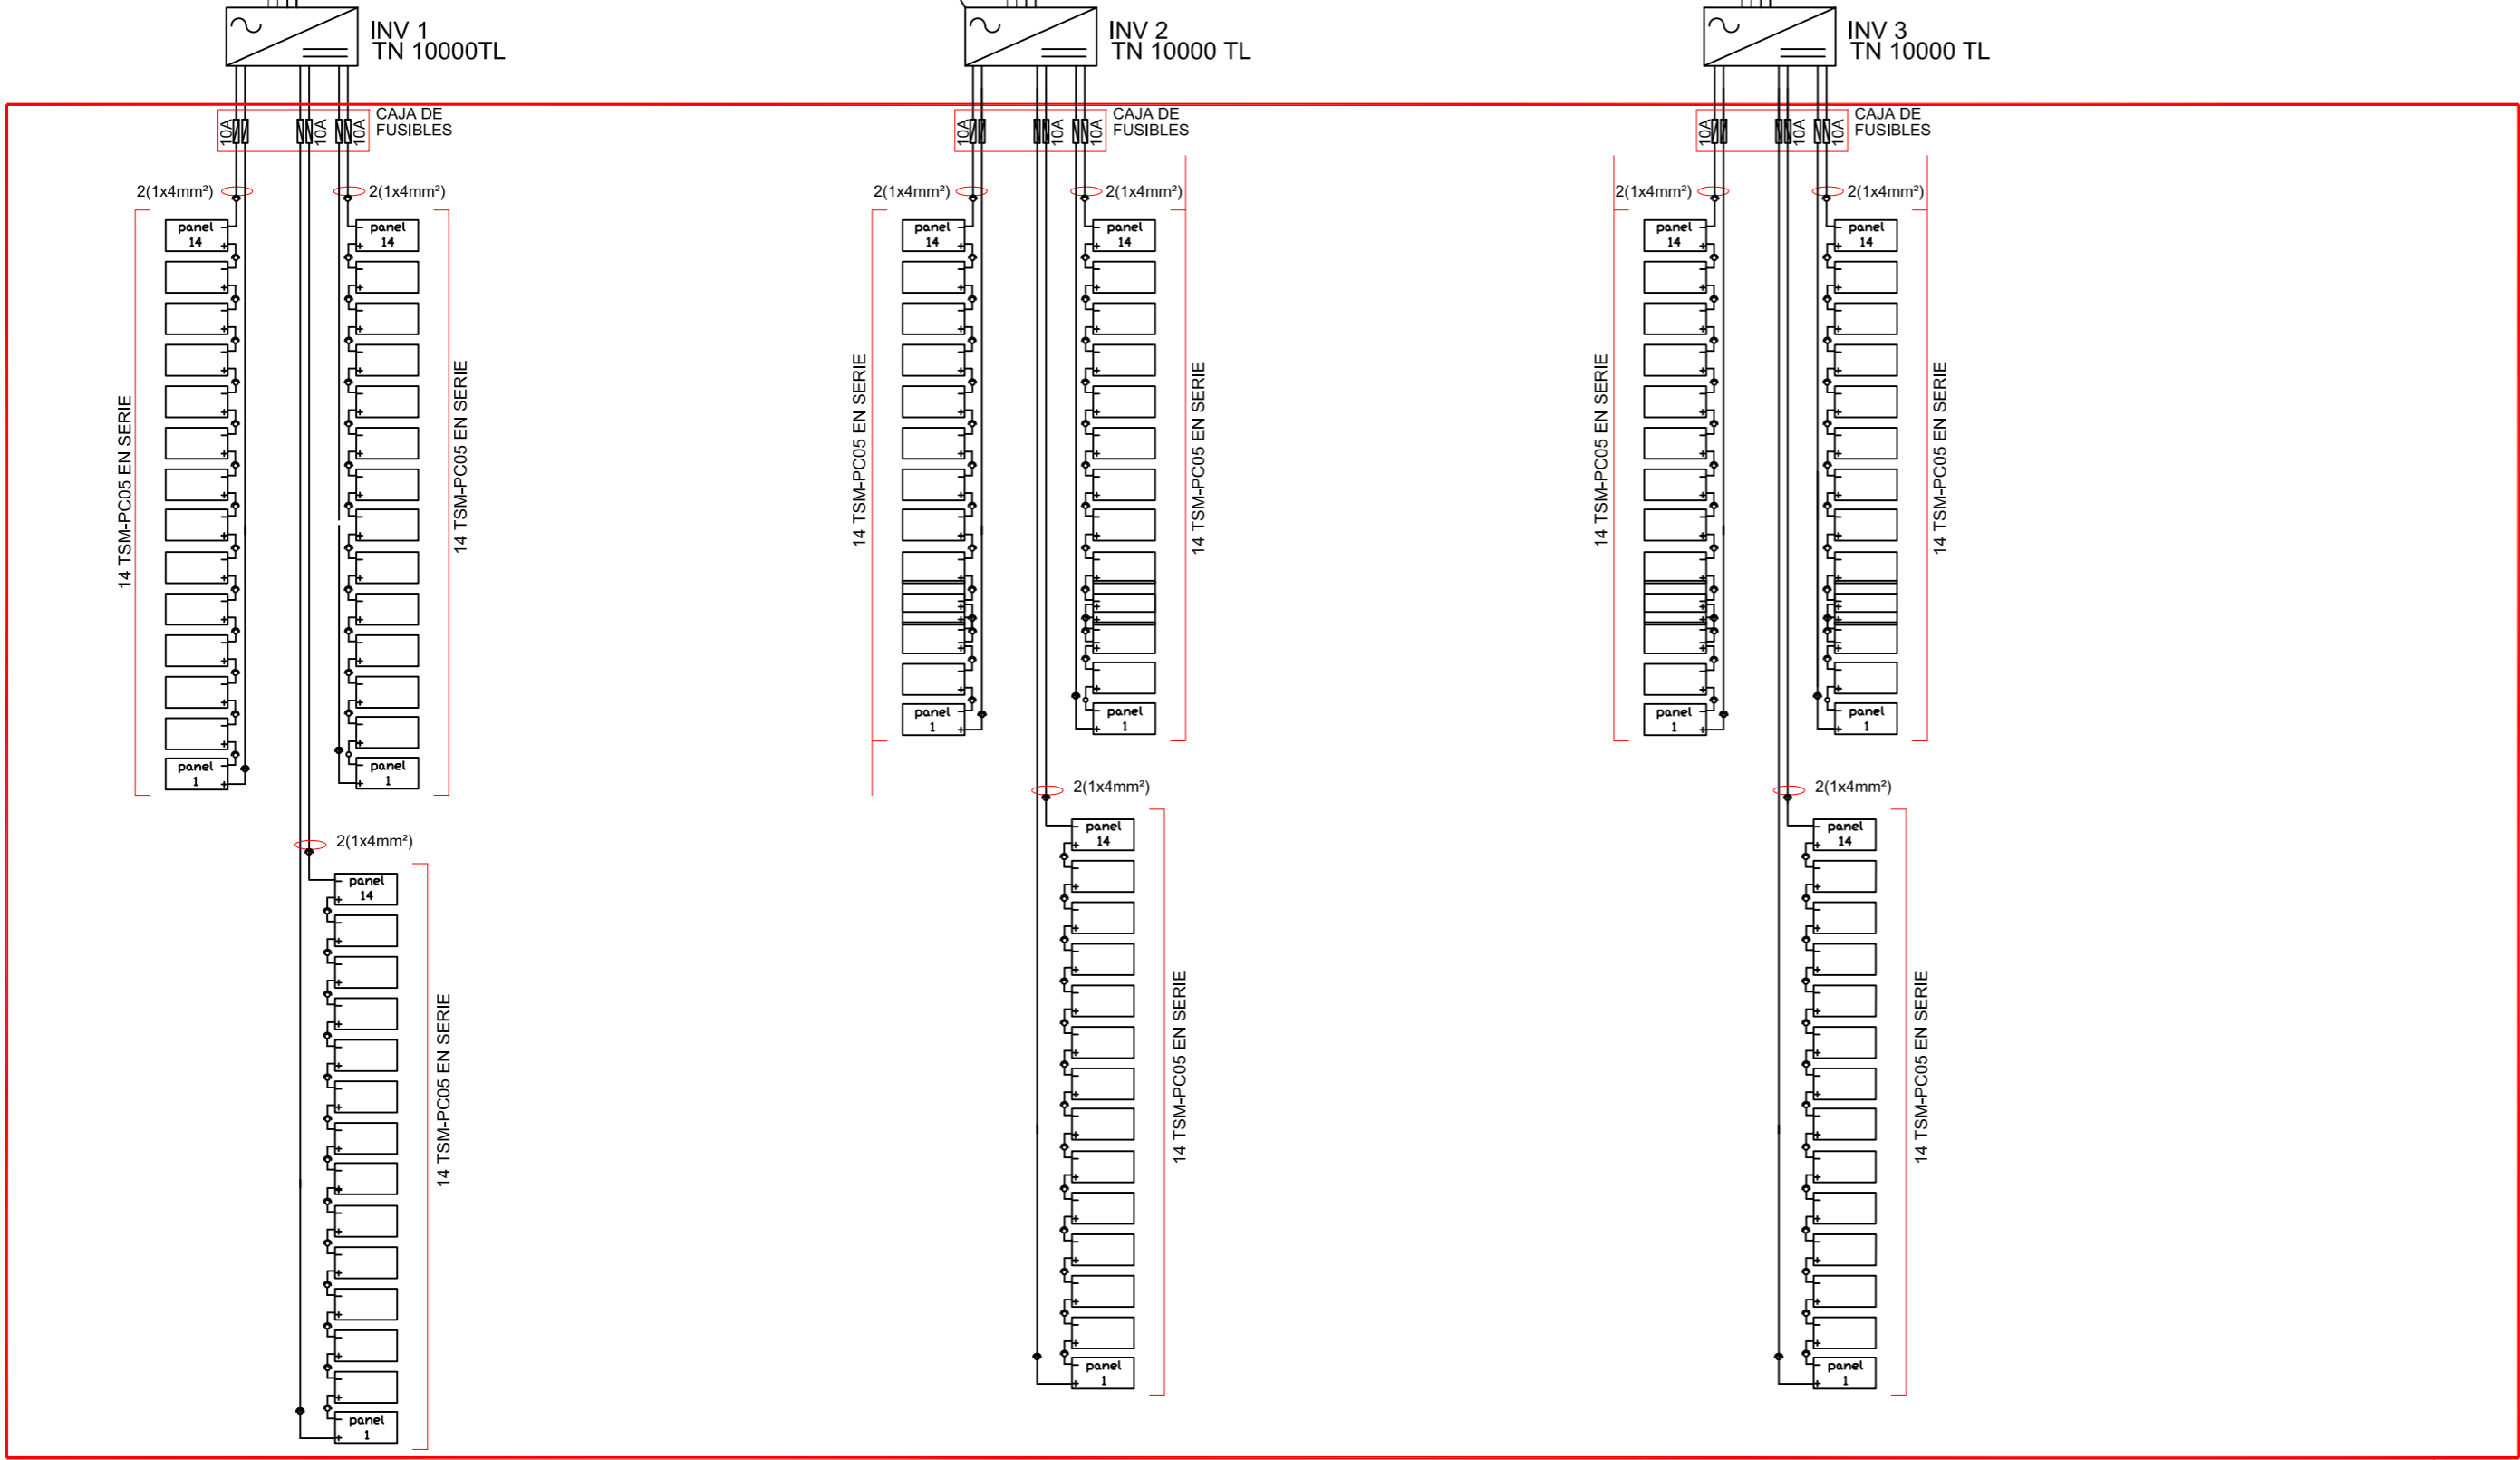 INV 1
TN 10000TL
INV 2
TN 10000 TL
INV 3
TN 10000 TL
10A
10A
10A
CAJA DE
FUSIBLES
10A
10A
10A
CAJA DE
FUSIBLES
10A
10A
10A
CAJA DE
FUSIBLES
2(1x4mm²)
2(1x4mm²)
2(1x4mm²)
2(1x4mm²)
2(1x4mm²)
2(1x4mm²)
panel
14
panel
14
panel
14
panel
14
panel
14
panel
14
14 TSM-PC05 EN SERIE
14 TSM-PC05 EN SERIE
14 TSM-PC05 EN SERIE
14 TSM-PC05 EN SERIE
14 TSM-PC05 EN SERIE
14 TSM-PC05 EN SERIE
panel
1
panel
1
panel
1
panel
1
panel
1
panel
1
2(1x4mm²)
2(1x4mm²)
2(1x4mm²)
panel
14
panel
14
panel
14
14 TSM-PC05 EN SERIE
14 TSM-PC05 EN SERIE
14 TSM-PC05 EN SERIE
panel
1
panel
1
panel
1